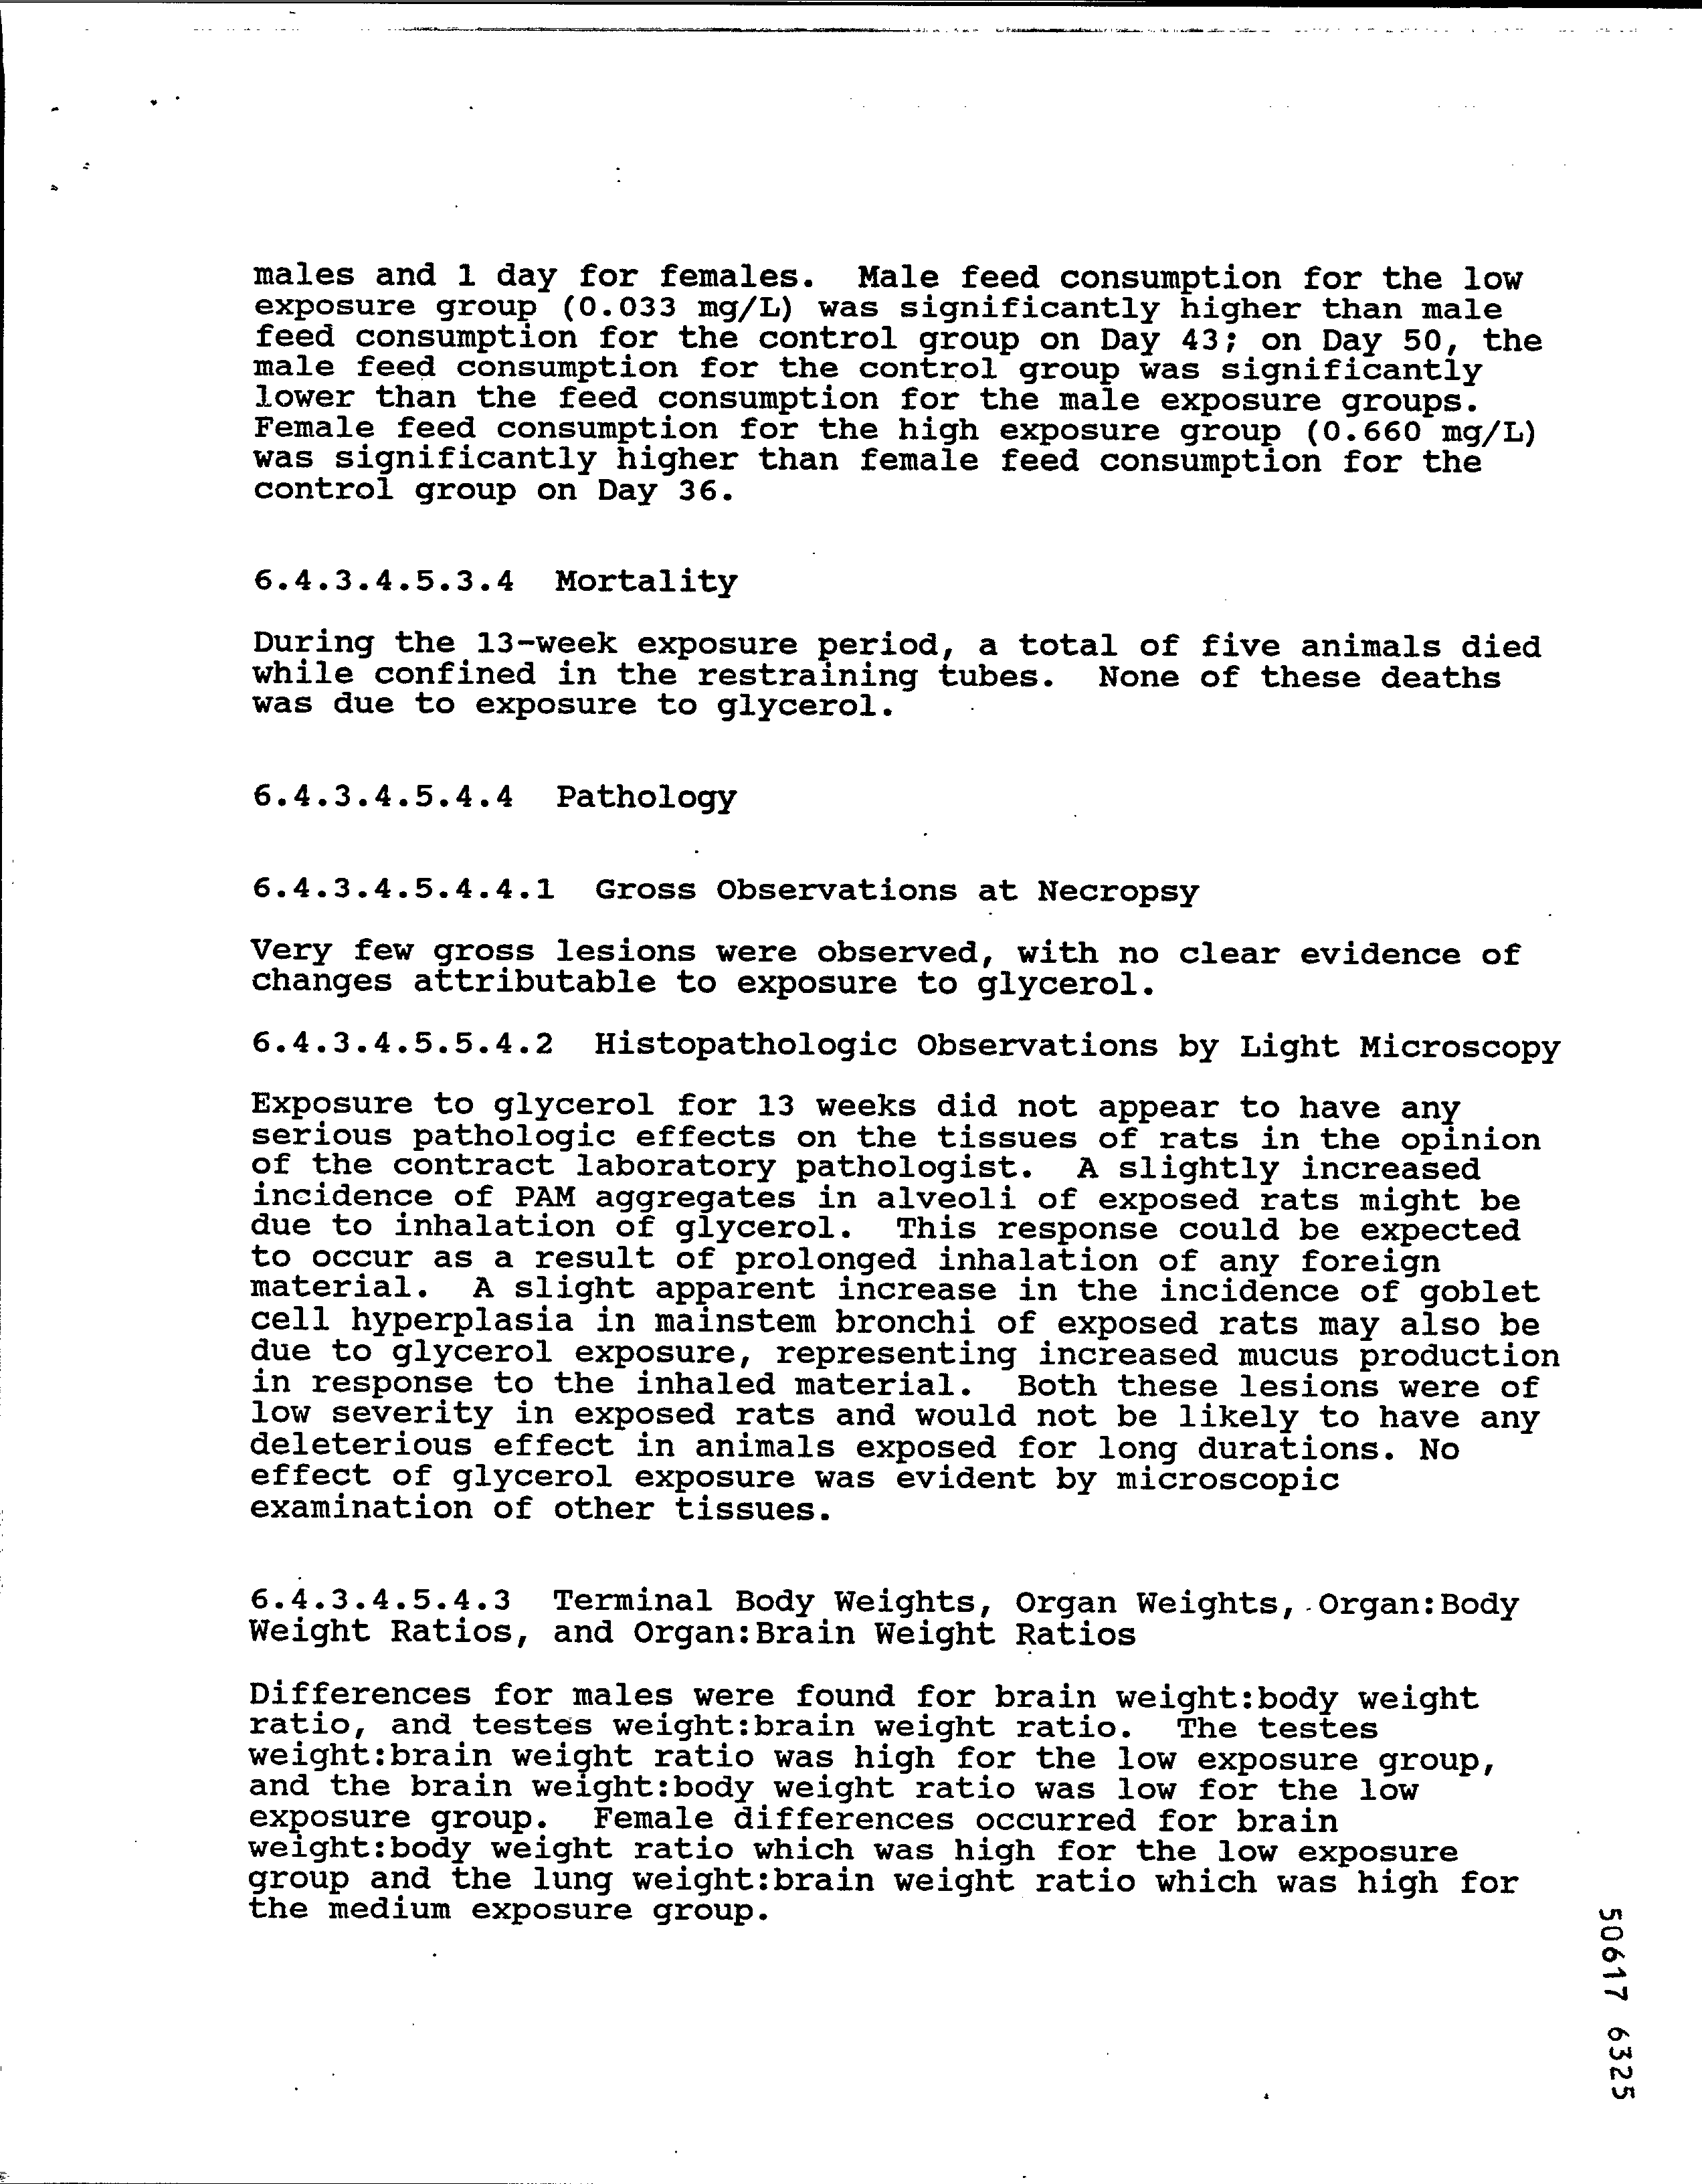 males and 1 day for females.  Male feed consumption for the low
exposure group (0.033 mg/L) was significantly higher than male
feed consumption for the control group on Day 43; on Day 50, the
male feed consumption for the control group was significantly
lower than the feed consumption for the male exposure groups.
Female feed consumption for the high exposure group (0.660 mg/L)
was significantly higher than female feed consumption for the
control group on Day 36.
6.4.3.4.5.3.4  Mortality
During the 13-week exposure period, a total of five animals died
while confined in the restraining tubes.  None of these deaths
was due to exposure to glycerol.
6.4.3.4.5.4.4  Pathology
6.4.3.4.5.4.4.1  Gross Observations at Necropsy
Very few gross lesions were observed, with no clear evidence of
changes attributable to exposure to glycerol.
6.4.3.4.5.5.4.2  Histopathologic Observations by Light Microscopy
Exposure to glycerol for 13 weeks did not appear to have any
serious pathologic effects on the tissues of rats in the opinion
of the contract laboratory pathologist.  A slightly increased
incidence of PAM aggregates in alveoli of exposed rats might be
due to inhalation of glycerol.  This response could be expected
to occur as a result of prolonged inhalation of any foreign
material.  A slight apparent increase in the incidence of goblet
cell hyperplasia in mainstem bronchi of exposed rats may also be
due to glycerol exposure, representing increased mucus production
in response to the inhaled material.  Both these lesions were of
low severity in exposed rats and would not be likely to have any
deleterious effect in animals exposed for long durations. No
effect of glycerol exposure was evident by microscopic
examination of other tissues.
6.4.3.4.5.4.3  Terminal Body Weights, Organ Weights, Organ:Body
Weight Ratios, and Organ:Brain Weight Ratios
Differences for males were found for brain weight:body weight
ratio, and testes weight:brain weight ratio.  The testes
weight:brain weight ratio was high for the low exposure group,
and the brain weight:body weight ratio was low for the low
exposure group.  Female differences occurred for brain
weight:body weight ratio which was high for the low exposure
group and the lung weight:brain weight ratio which was high for
the medium exposure group.
50617 6325